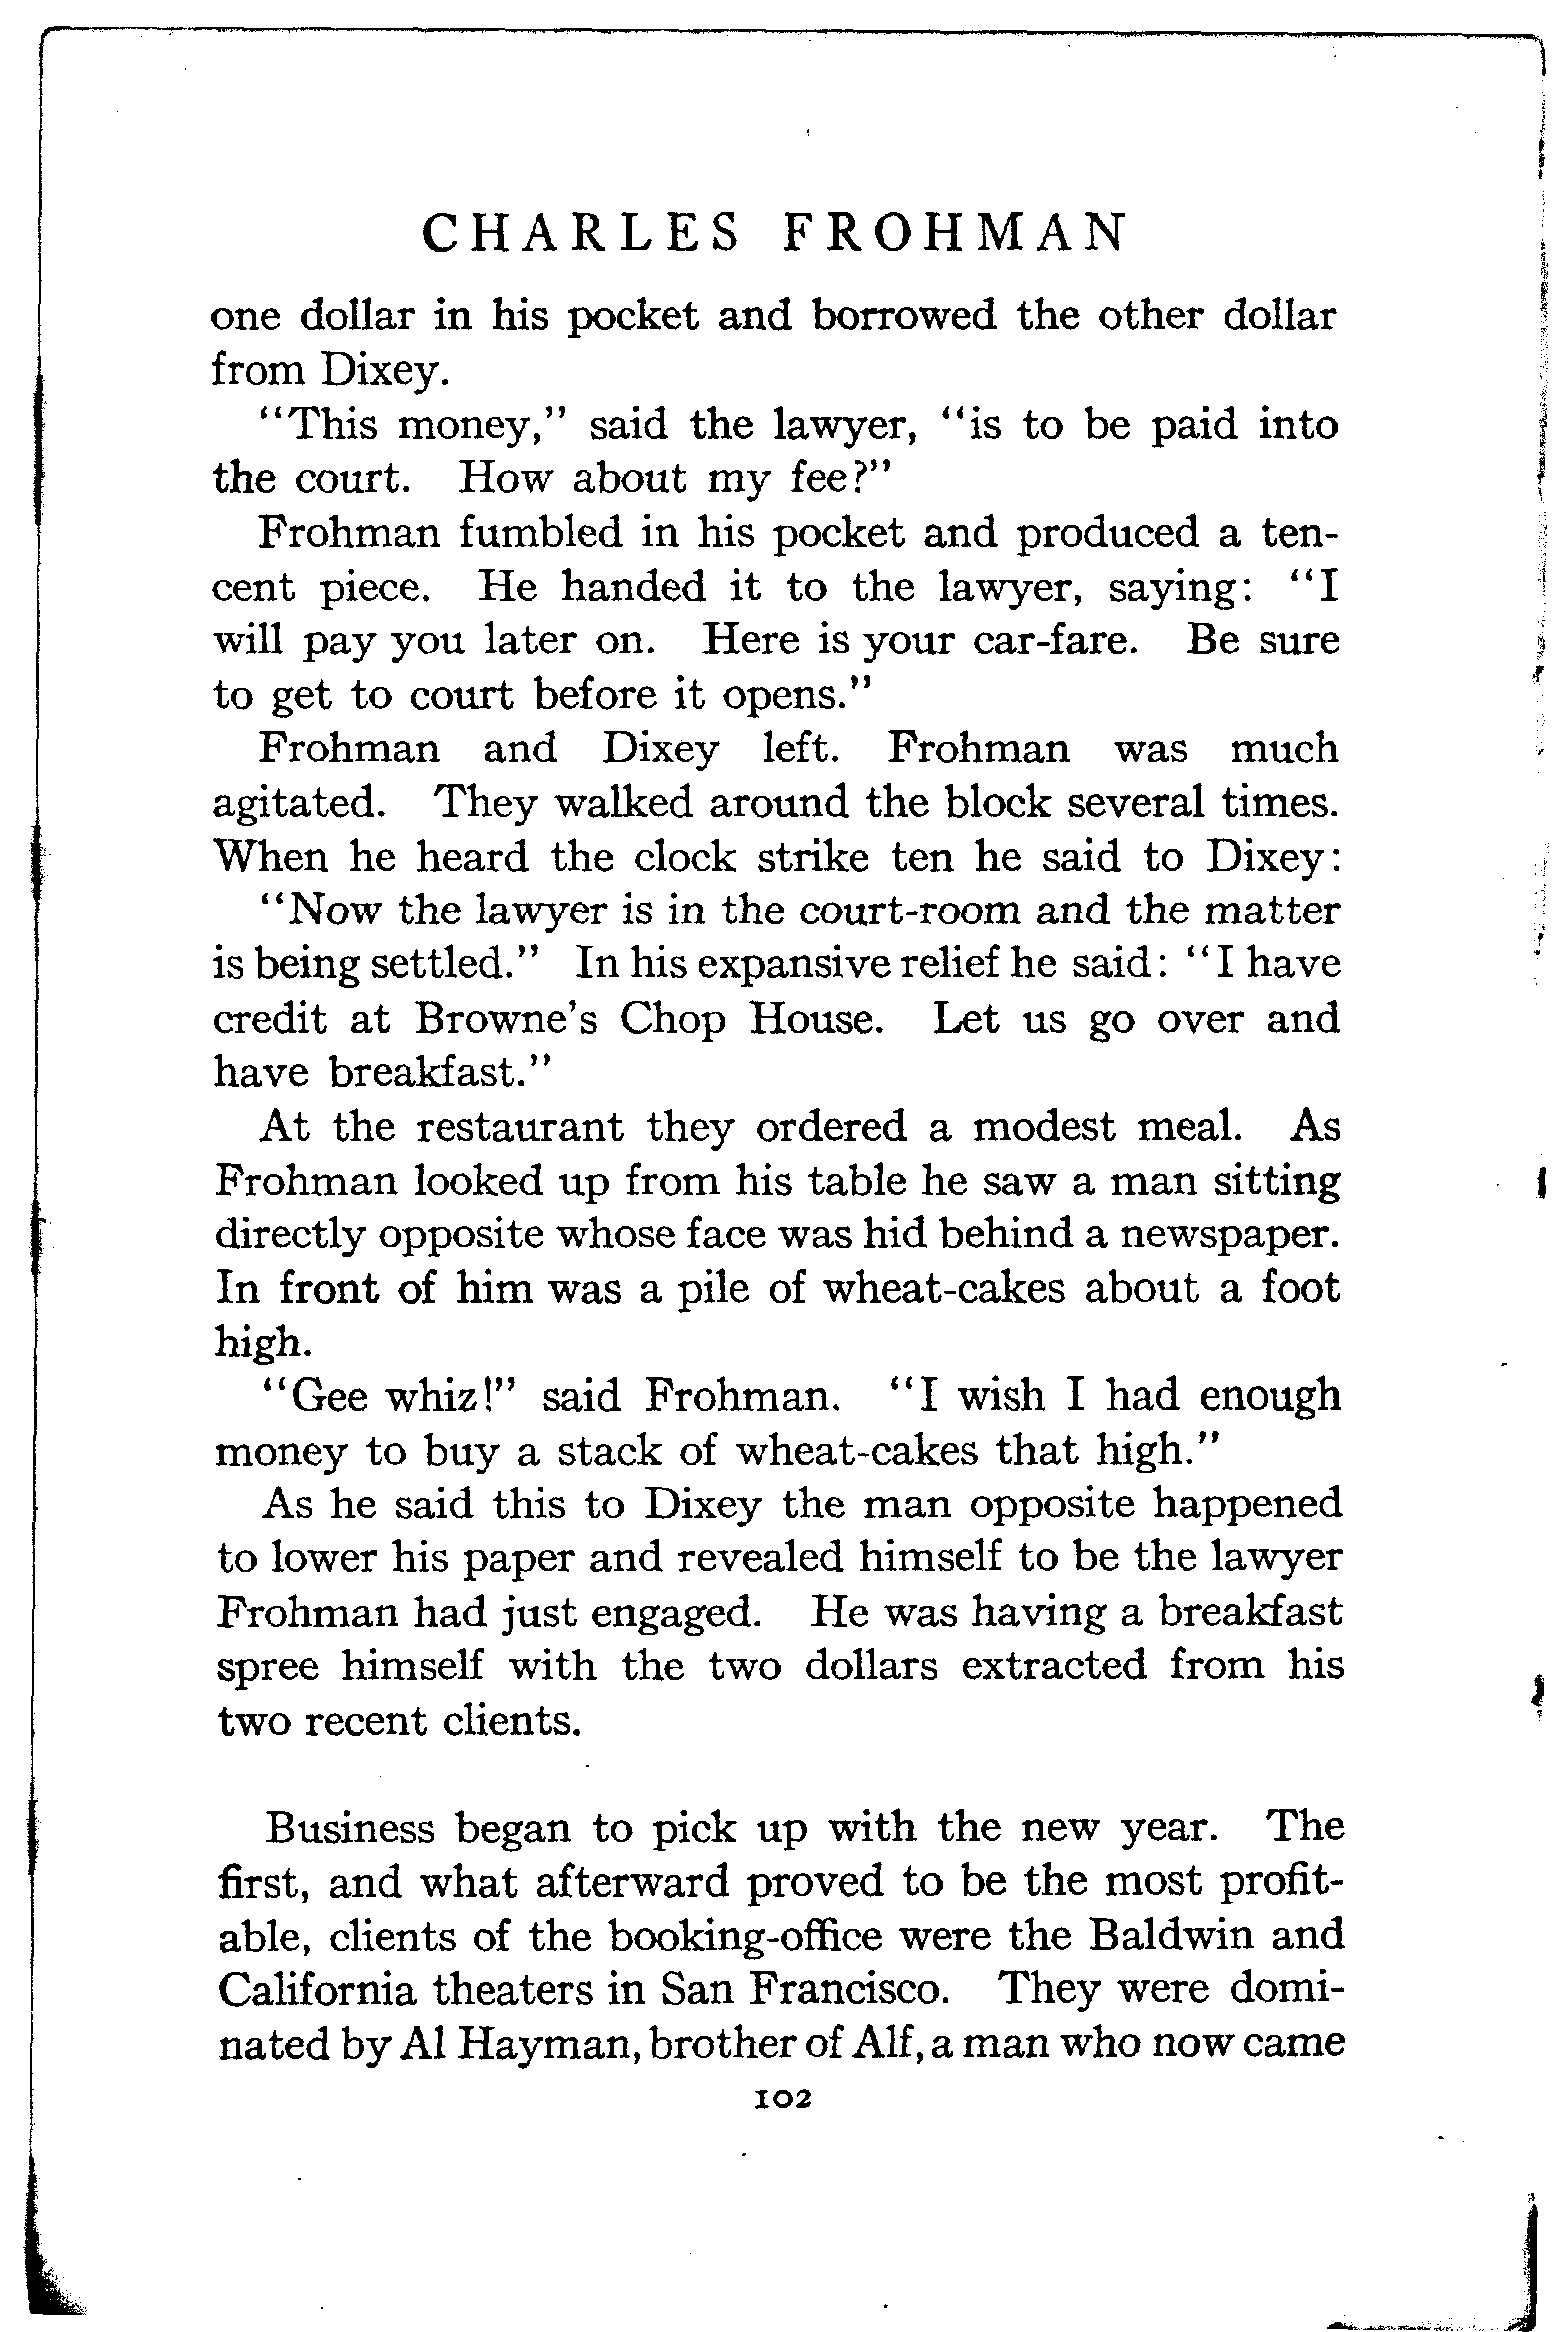 CHARLES FROHMAN
one dollar in his pocket and borrowed the other dollar
from Dixey.
"This money," said the lawyer, "is to be paid into
the court. How about my fee?"
Frohman fumbled in his pocket and produced a ten-
cent piece. He handed it to the lawyer, saying: "I
will pay you later on. Here is your car-fare. Be sure
to get to court before it opens."
Frohman and Dixey left. Frohman was much
agitated. They walked around the block several times.
When he heard the clock strike ten he said to Dixey:
"Now the lawyer is in the court-room and the matter
is being settled." In his expansive relief he said: "I have
credit at Browne's Chop House. Let us go over and
have breakfast."
At the restaurant they ordered a modest meal. As
Frohman looked up from his table he saw a man sitting
directly opposite whose face was hid behind a newspaper.
In front of him was a pile of wheat-cakes about a foot
high.
"Gee whiz!" said Frohman. "I wish I had enough
money to buy a stack of wheat-cakes that high."
As he said this to Dixey the man opposite happened
to lower his paper and revealed himself to be the lawyer
Frohman had just engaged. He was having a breakfast
spree himself with the two dollars extracted from his
two recent clients.
Business began to pick up with the new year. The
first, and what afterward proved to be the most profit-
able, clients of the booking-office were the Baldwin and
California theaters in San Francisco. They were domi-
nated by Al Hayman, brother of Alf, a man who now came
102